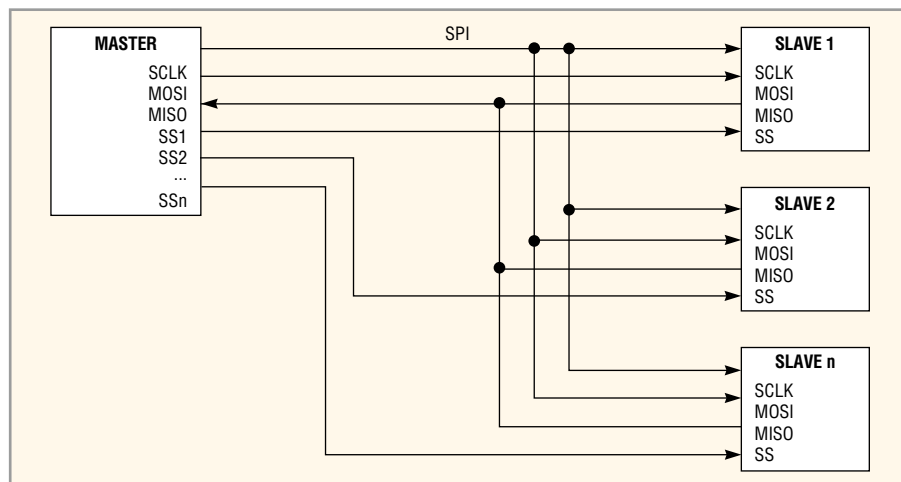 SPI
MASTER
SCLK
MOSI
MISO
SS1
SS2
...
SSn
SLAVE 1
SCLK
MOSI
MISO
SS
SLAVE 2
SCLK
MOSI
MISO
SS
SLAVE n
SCLK
MOSI
MISO
SS